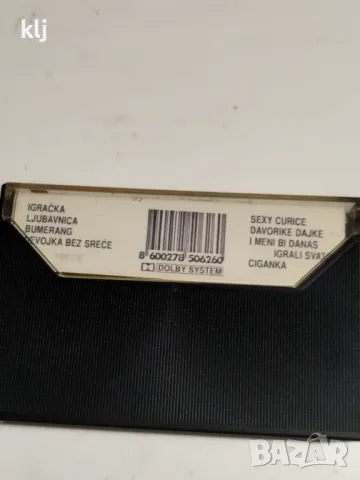 klj
IGRAČKA
LJUBAVNICA
BUMERANG
DEVOJKA BEZ SREĆE
SEXY CURICE
DAVORIKE DAJKE
I MENI BI DANAS
IGRALI SVAT
CIGANKA
8 600278 506260
DOLBY SYSTEM
BAZAR